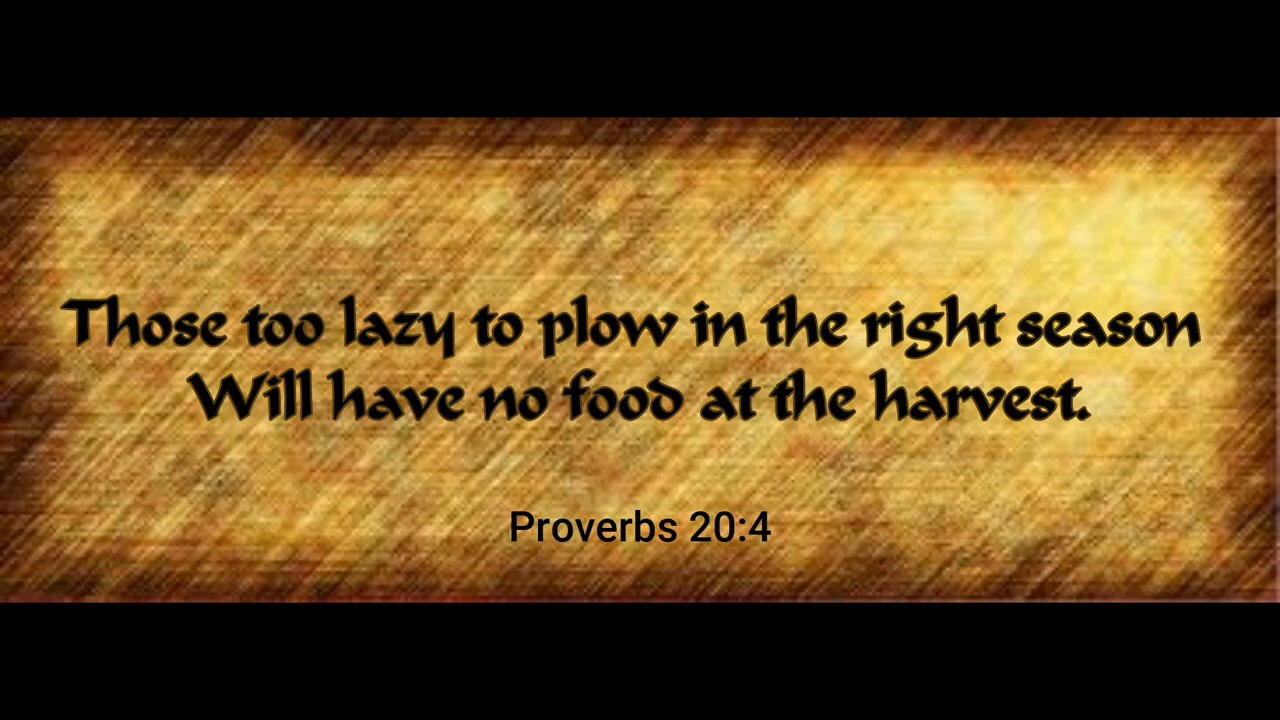 Those too lazy to plow in the right season
Will have no food at the harvest.
Proverbs 20:4